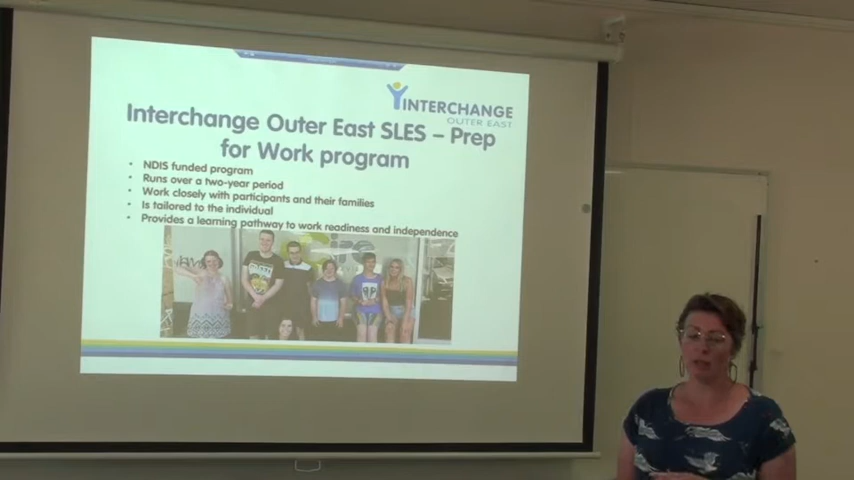 INTERCHANGE
OUTER EAST
Interchange Outer East SLES – Prep
for Work program
• NDIS funded program
• Runs over a two-year period
• Work closely with participants and their families
• Is tailored to the individual
• Provides a learning pathway to work readiness and independence